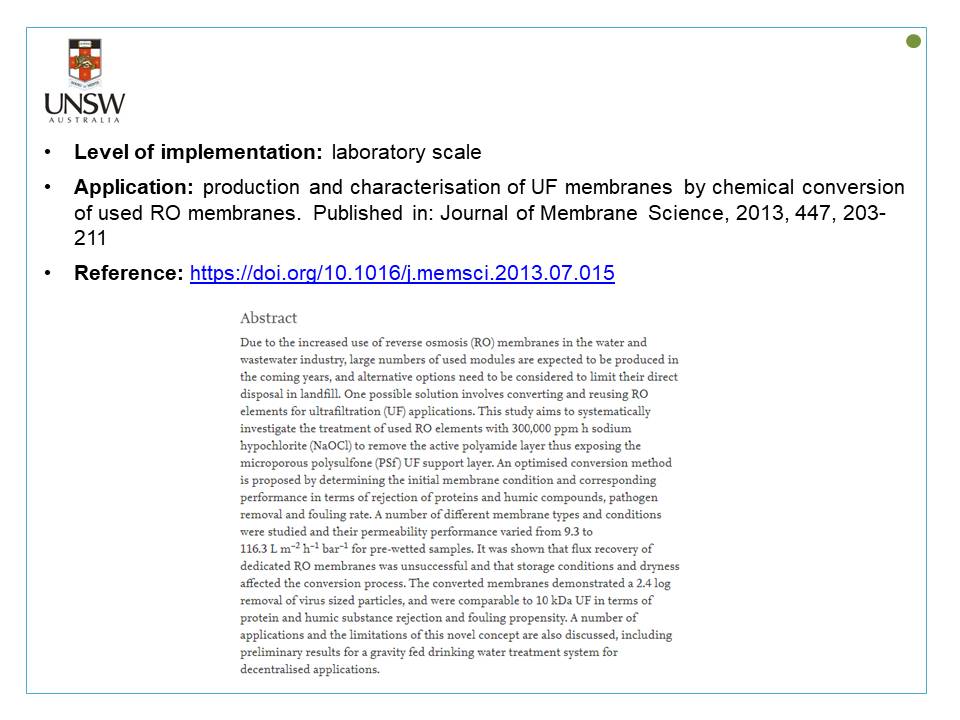 UNSW
AUSTRALIA
• Level of implementation: laboratory scale
• Application: production and characterisation of UF membranes by chemical conversion
of used RO membranes. Published in: Journal of Membrane Science, 2013, 447, 203-
211
• Reference: https://doi.org/10.1016/j.memsci.2013.07.015
Abstract
Due to the increased use of reverse osmosis (RO) membranes in the water and
wastewater industry, large numbers of used modules are expected to be produced in
the coming years, and alternative options need to be considered to limit their direct
disposal in landfill. One possible solution involves converting and reusing RO
elements for ultrafiltration (UF) applications. This study aims to systematically
investigate the treatment of used RO elements with 300,000 ppm h sodium
hypochlorite (NaOCl) to remove the active polyamide layer thus exposing the
microporous polysulfone (PSf) UF support layer. An optimised conversion method
is proposed by determining the initial membrane condition and corresponding
performance in terms of rejection of proteins and humic compounds, pathogen
removal and fouling rate. A number of different membrane types and conditions
were studied and their permeability performance varied from 9.3 to
116.3 L m⁻² h⁻¹ bar⁻¹ for pre-wetted samples. It was shown that flux recovery of
dedicated RO membranes was unsuccessful and that storage conditions and dryness
affected the conversion process. The converted membranes demonstrated a 2.4 log
removal of virus sized particles, and were comparable to 10 kDa UF in terms of
protein and humic substance rejection and fouling propensity. A number of
applications and the limitations of this novel concept are also discussed, including
preliminary results for a gravity fed drinking water treatment system for
decentralised applications.